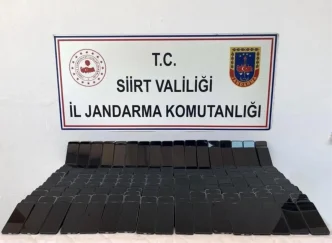 T.C.
SİİRT VALİLİĞİ
İL JANDARMA KOMUTANLIĞI